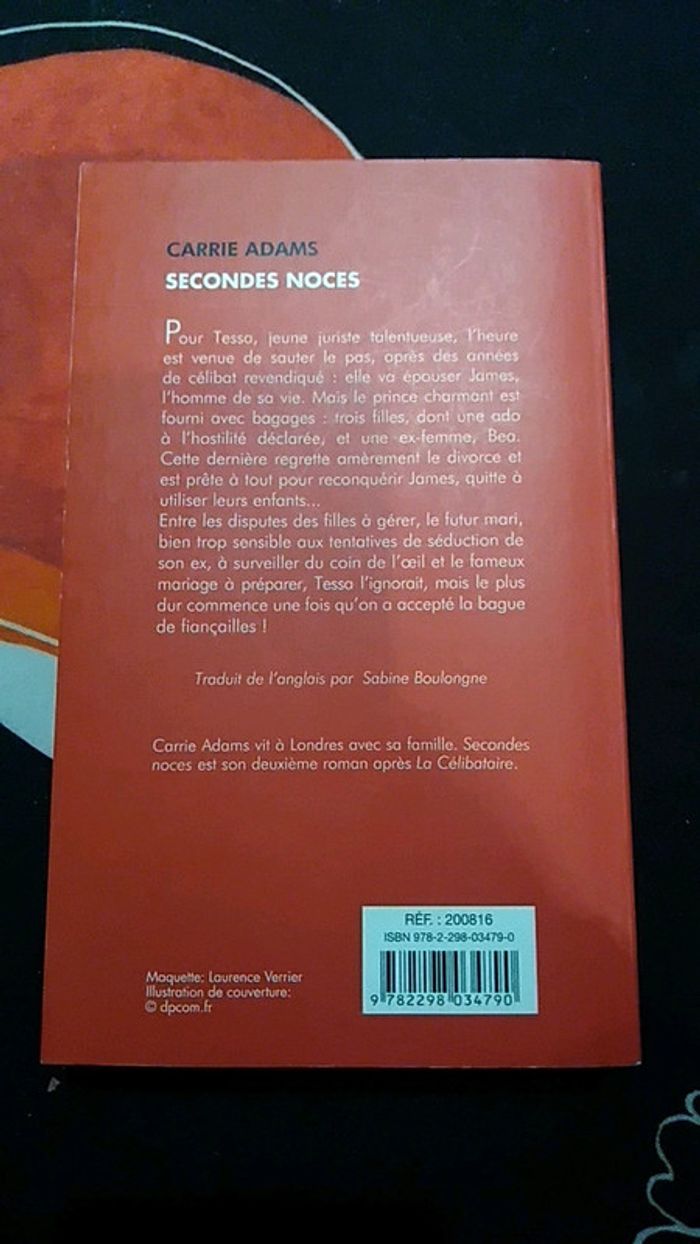 CARRIE ADAMS
SECONDES NOCES
Pour Tessa, jeune juriste talentueuse, l'heure
est venue de sauter le pas, après des années
de célibat revendiqué : elle va épouser James,
l'homme de sa vie. Mais le prince charmant est
fourni avec bagages : trois filles, dont une ado
à l'hostilité déclarée, et une ex-femme, Bea.
Cette dernière regrette amèrement le divorce et
est prête à tout pour reconquérir James, quitte à
utiliser leurs enfants...
Entre les disputes des filles à gérer, le futur mari,
bien trop sensible aux tentatives de séduction de
son ex, à surveiller du coin de l'œil et le fameux
mariage à préparer, Tessa l'ignorait, mais le plus
dur commence une fois qu'on a accepté la bague
de fiançailles !
Traduit de l'anglais par Sabine Boulongne
Carrie Adams vit à Londres avec sa famille. Secondes
noces est son deuxième roman après La Célibataire.
RÉF. : 200816
ISBN 978-2-298-03479-0
9 782298 034790
Maquette: Laurence Verrier
Illustration de couverture:
© dpcom.fr